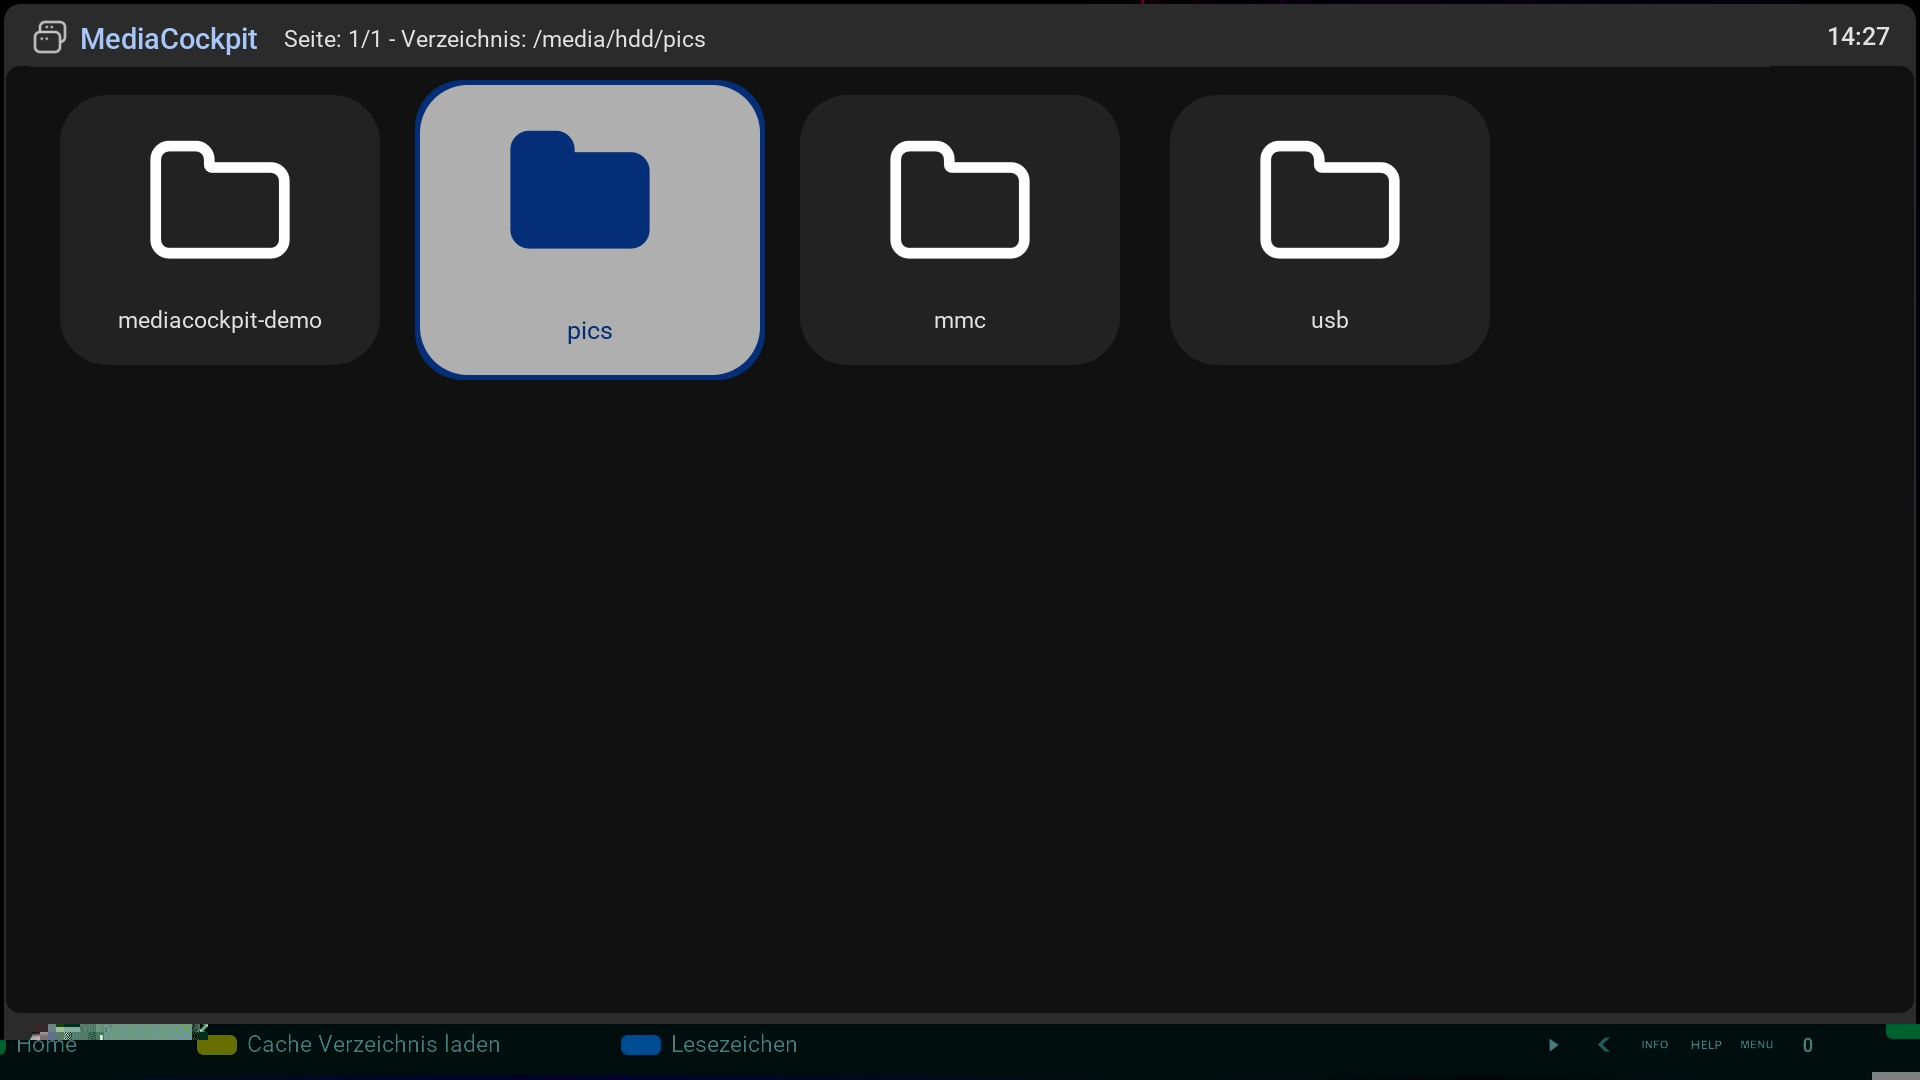 MediaCockpit Seite: 1/1 - Verzeichnis: /media/hdd/pics 14:27
mediacockpit-demo pics mmc usb
Home Cache Verzeichnis laden Lesezeichen INFO HELP MENU 0